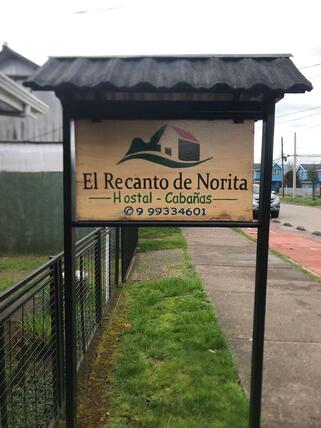 El Recanto de Norita
Hostal - Cabañas
9 99334601